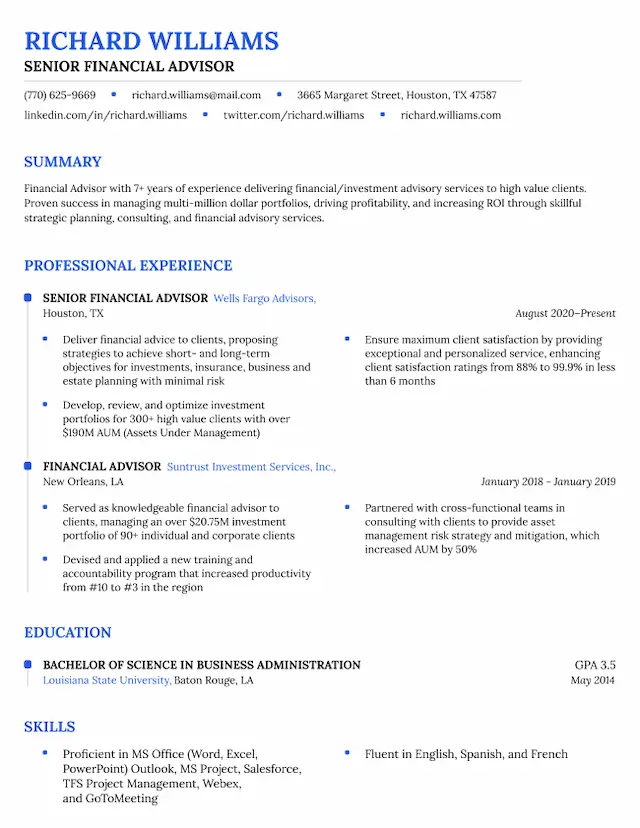 RICHARD WILLIAMS
SENIOR FINANCIAL ADVISOR
(770) 625-9669 ▪ richard.williams@mail.com ▪ 3665 Margaret Street, Houston, TX 47587
linkedin.com/in/richard.williams ▪ twitter.com/richard.williams ▪ richard.williams.com
SUMMARY
Financial Advisor with 7+ years of experience delivering financial/investment advisory services to high value clients.
Proven success in managing multi-million dollar portfolios, driving profitability, and increasing ROI through skillful
strategic planning, consulting, and financial advisory services.
PROFESSIONAL EXPERIENCE
SENIOR FINANCIAL ADVISOR Wells Fargo Advisors,
Houston, TX
August 2020–Present
▪ Deliver financial advice to clients, proposing
strategies to achieve short- and long-term
objectives for investments, insurance, business and
estate planning with minimal risk
▪ Develop, review, and optimize investment
portfolios for 300+ high value clients with over
$190M AUM (Assets Under Management)
▪ Ensure maximum client satisfaction by providing
exceptional and personalized service, enhancing
client satisfaction ratings from 88% to 99.9% in less
than 6 months
FINANCIAL ADVISOR Suntrust Investment Services, Inc.,
New Orleans, LA
January 2018 - January 2019
▪ Served as knowledgeable financial advisor to
clients, managing an over $20.75M investment
portfolio of 90+ individual and corporate clients
▪ Devised and applied a new training and
accountability program that increased productivity
from #10 to #3 in the region
▪ Partnered with cross-functional teams in
consulting with clients to provide asset
management risk strategy and mitigation, which
increased AUM by 50%
EDUCATION
BACHELOR OF SCIENCE IN BUSINESS ADMINISTRATION
GPA 3.5
Louisiana State University, Baton Rouge, LA
May 2014
SKILLS
▪ Proficient in MS Office (Word, Excel,
PowerPoint) Outlook, MS Project, Salesforce,
TFS Project Management, Webex,
and GoToMeeting
▪ Fluent in English, Spanish, and French